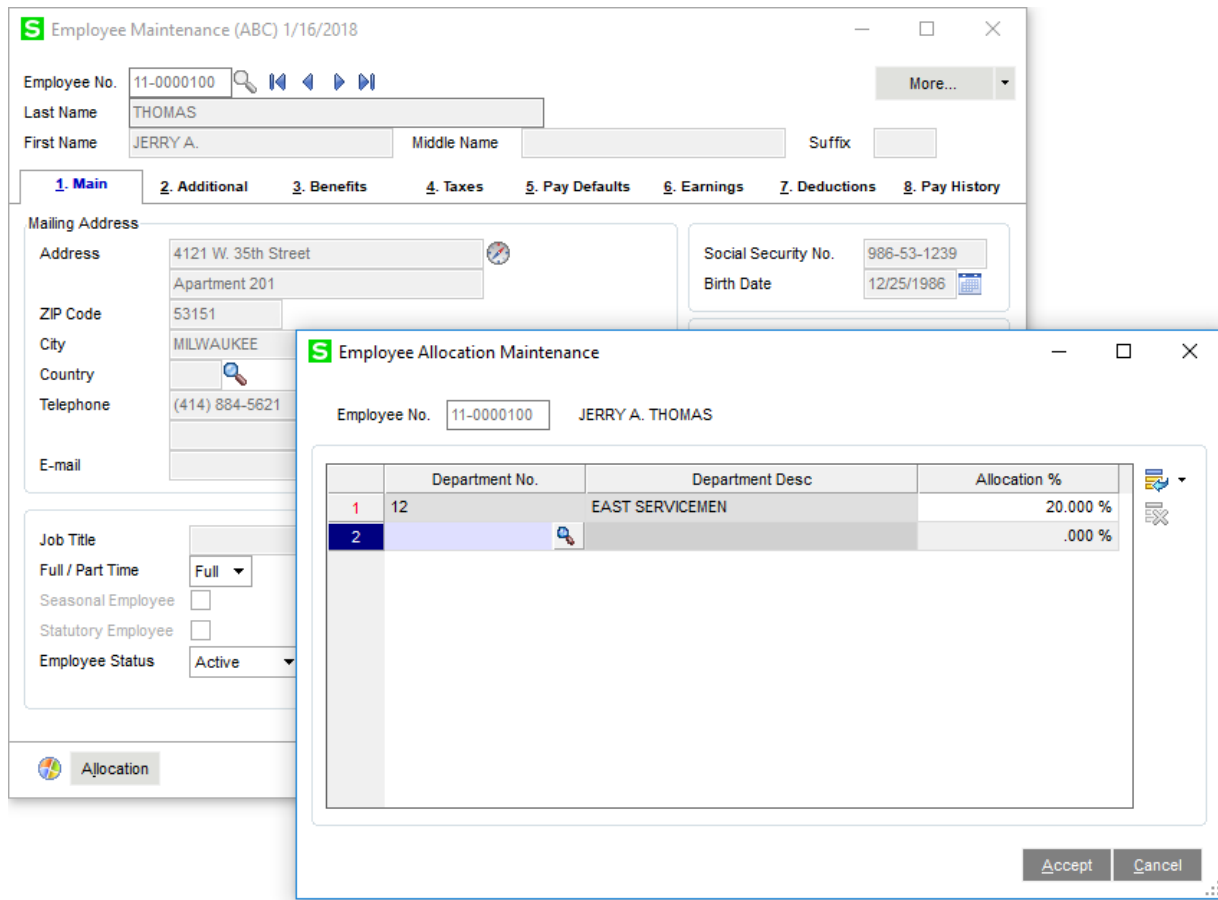 S Employee Maintenance (ABC) 1/16/2018
Employee No. 11-0000100 More...
Last Name THOMAS
First Name JERRY A. Middle Name Suffix
1. Main 2. Additional 3. Benefits 4. Taxes 5. Pay Defaults 6. Earnings 7. Deductions 8. Pay History
Mailing Address
Address 4121 W. 35th Street
Apartment 201
ZIP Code 53151
City MILWAUKEE
Country
Telephone (414) 884-5621
E-mail
Social Security No. 986-53-1239
Birth Date 12/25/1986
Job Title
Full / Part Time Full
Seasonal Employee
Statutory Employee
Employee Status Active
Allocation
S Employee Allocation Maintenance
Employee No. 11-0000100 JERRY A. THOMAS
Department No. Department Desc Allocation %
1 12 EAST SERVICEMEN 20.000 %
2 .000 %
Accept Cancel